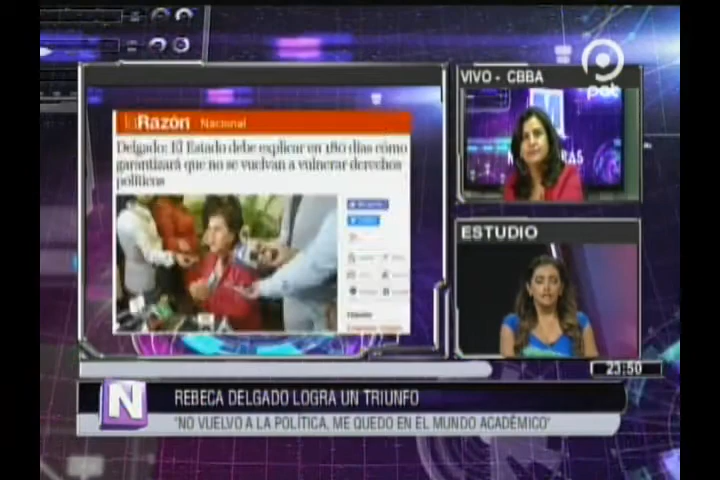 VIVO - CBBA
pat
laRazón Nacional
Delgado: El Estado debe explicar en 180 días cómo
garantizará que no se vuelvan a vulnerar derechos
políticos
ESTUDIO
23:50
N REBECA DELGADO LOGRA UN TRIUNFO
"NO VUELVO A LA POLÍTICA, ME QUEDO EN EL MUNDO ACADÉMICO"